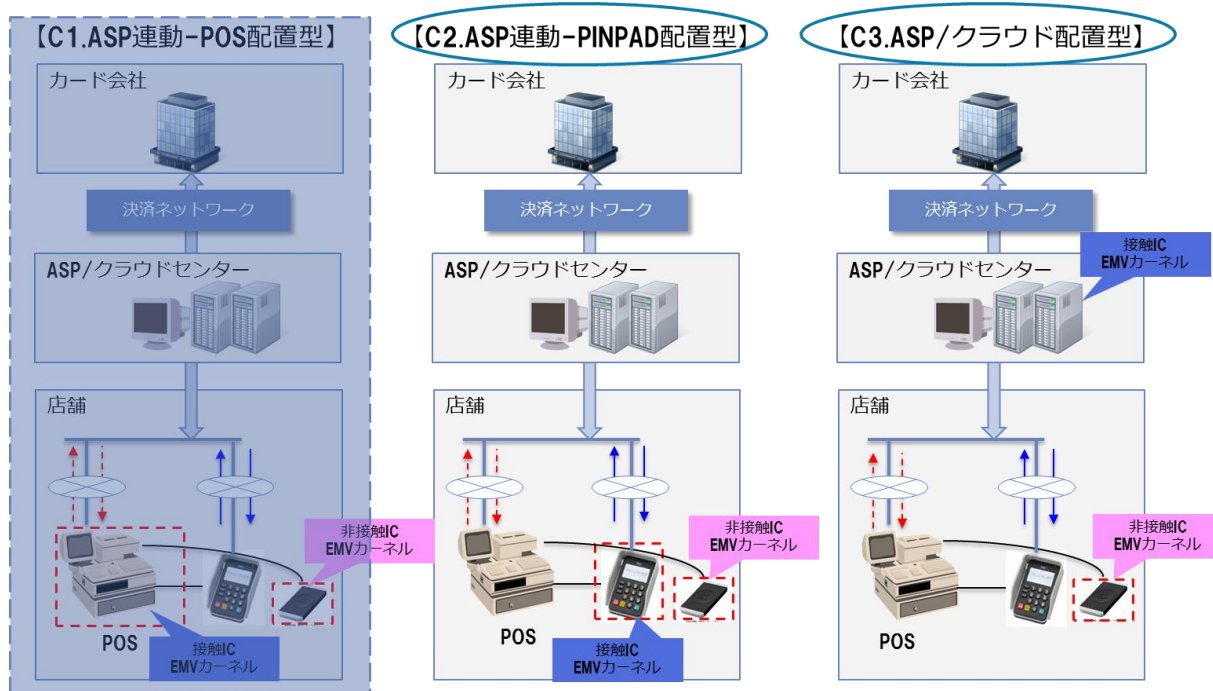 【C1.ASP連動-POS配置型】
カード会社
決済ネットワーク
ASP/クラウドセンター
店舗
非接触IC
EMVカーネル
POS
接触IC
EMVカーネル
【C2.ASP連動-PINPAD配置型】
カード会社
決済ネットワーク
ASP/クラウドセンター
店舗
非接触IC
EMVカーネル
POS
接触IC
EMVカーネル
【C3.ASP/クラウド配置型】
カード会社
決済ネットワーク
接触IC
EMVカーネル
ASP/クラウドセンター
店舗
非接触IC
EMVカーネル
POS